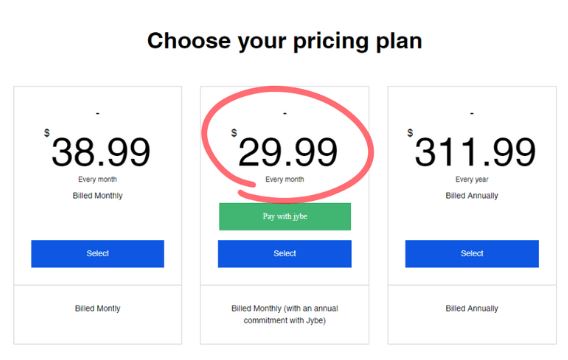 Choose your pricing plan
-
$ 38.99
Every month
Billed Monthly
Select
Billed Montly
-
$ 29.99
Every month
Pay with jybe
Select
Billed Monthly (with an annual
commitment with Jybe)
-
$ 311.99
Every year
Billed Annually
Select
Billed Annually